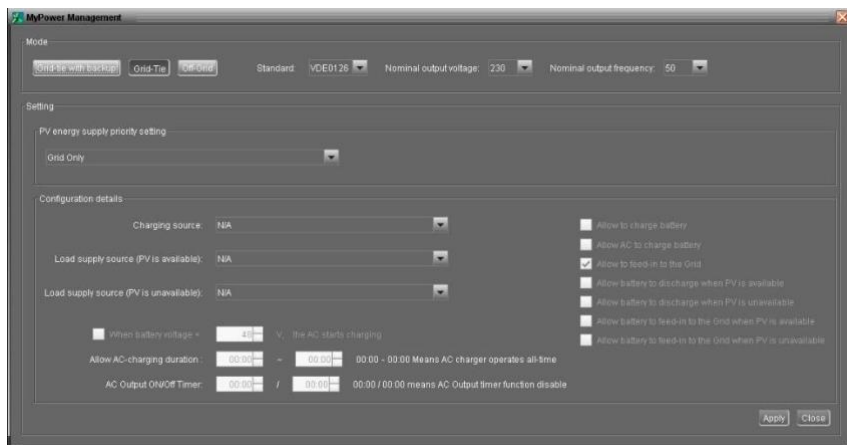 MyPower Management
Mode
Grid-tie with backup Grid-Tie Off-Grid Standard: VDE0126 Nominal output voltage: 230 Nominal output frequency: 50
Setting
PV energy supply priority setting
Grid Only
Configuration details
Charging source: N/A
Load supply source (PV is available): N/A
Load supply source (PV is unavailable): N/A
When battery voltage < 48 V, the AC starts charging
Allow AC-charging duration : 00:00 ~ 00:00 00:00 ~ 00:00 Means AC charger operates all-time
AC Output ON/Off Timer: 00:00 / 00:00 00:00 / 00:00 means AC Output timer function disable
Allow to charge battery
Allow AC to charge battery
Allow to feed-in to the Grid
Allow battery to discharge when PV is available
Allow battery to discharge when PV is unavailable
Allow battery to feed-in to the Grid when PV is available
Allow battery to feed-in to the Grid when PV is unavailable
Apply Close